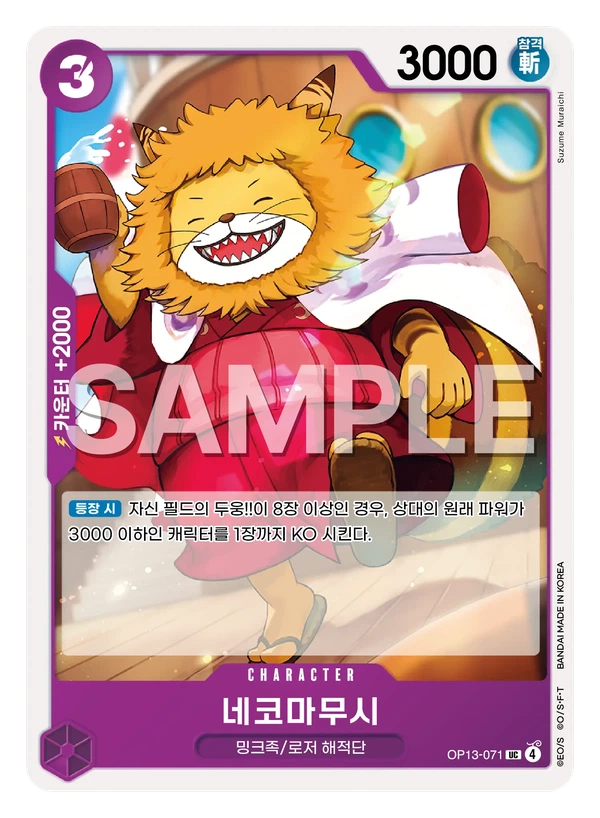 3
3000
참격
斬
Suzume Muraichi
카운터 +2000
SAMPLE
등장 시 자신 필드의 두웅!!이 8장 이상인 경우, 상대의 원래 파워가
3000 이하인 캐릭터를 1장까지 KO 시킨다.
CHARACTER
네코마무시
밍크족/로저 해적단
OP13-071 UC 4
©EO/S ©O/S·F·T BANDAI MADE IN KOREA